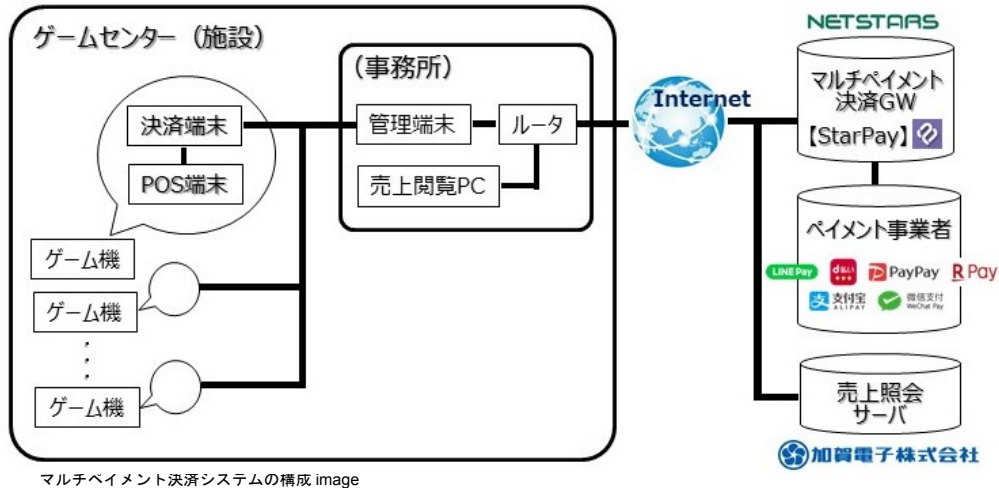 ゲームセンター（施設）
（事務所）
決済端末
POS端末
管理端末
ルータ
売上閲覧PC
ゲーム機
ゲーム機
ゲーム機
Internet
NETSTARS
マルチペイメント
決済GW
【StarPay】
ペイメント事業者
LINE Pay
d払い
PayPay
R Pay
支付宝
ALIPAY
微信支付
WeChat Pay
売上照会
サーバ
加賀電子株式会社
マルチペイメント決済システムの構成 image